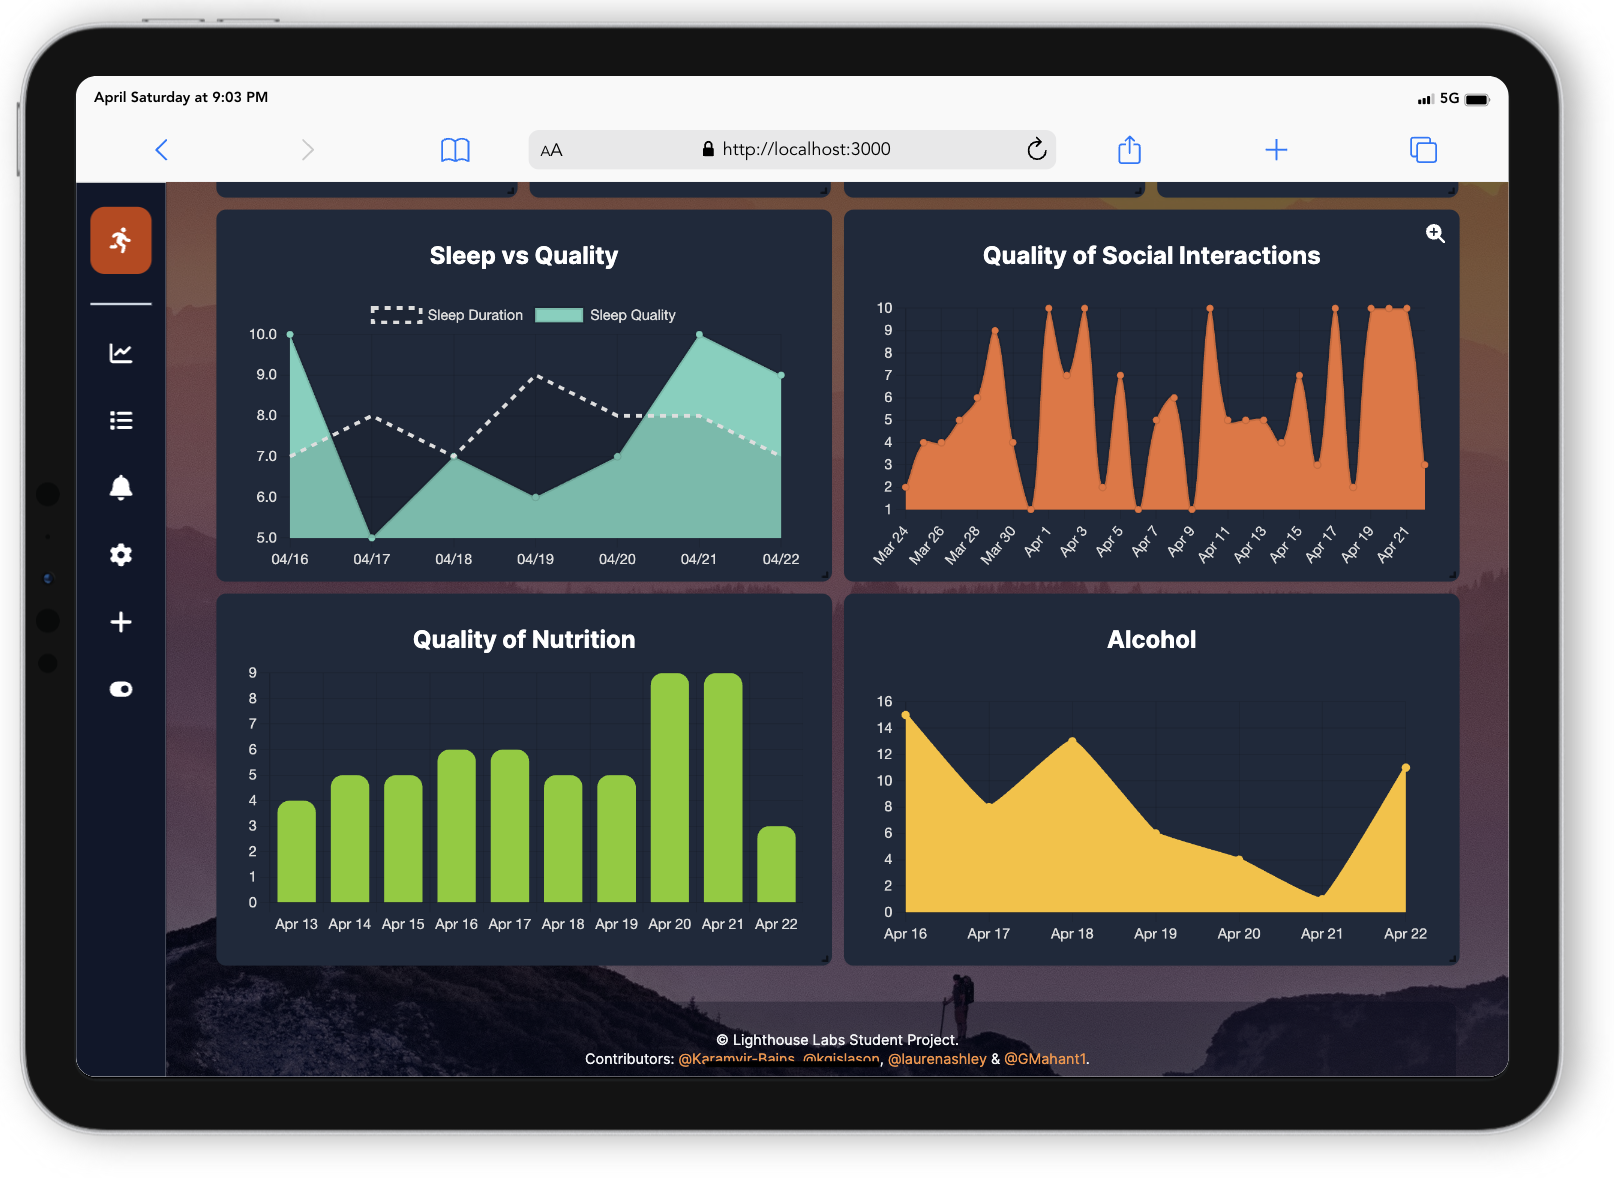 April Saturday at 9:03 PM
5G
AA
http://localhost:3000
Sleep vs Quality
Sleep Duration
Sleep Quality
10.0
9.0
8.0
7.0
6.0
5.0
04/16 04/17 04/18 04/19 04/20 04/21 04/22
Quality of Social Interactions
10
9
8
7
6
5
4
3
2
1
Mar 24 Mar 26 Mar 28 Mar 30 Apr 1 Apr 3 Apr 5 Apr 7 Apr 9 Apr 11 Apr 13 Apr 15 Apr 17 Apr 19 Apr 21
Quality of Nutrition
9
8
7
6
5
4
3
2
1
0
Apr 13 Apr 14 Apr 15 Apr 16 Apr 17 Apr 18 Apr 19 Apr 20 Apr 21 Apr 22
Alcohol
16
14
12
10
8
6
4
2
0
Apr 16 Apr 17 Apr 18 Apr 19 Apr 20 Apr 21 Apr 22
© Lighthouse Labs Student Project.
Contributors: @Karamvir-Bains, @kgislason, @laurenashley & @GMahant1.